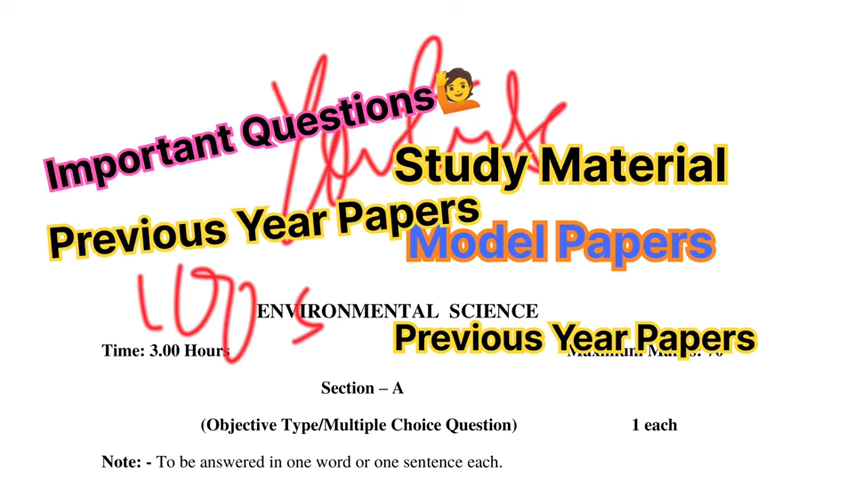 Important Questions
Study Material
Previous Year Papers
Model Papers
100s
ENVIRONMENTAL SCIENCE
Previous Year Papers
Time: 3.00 Hours
Section – A
(Objective Type/Multiple Choice Question) 1 each
Note: - To be answered in one word or one sentence each.